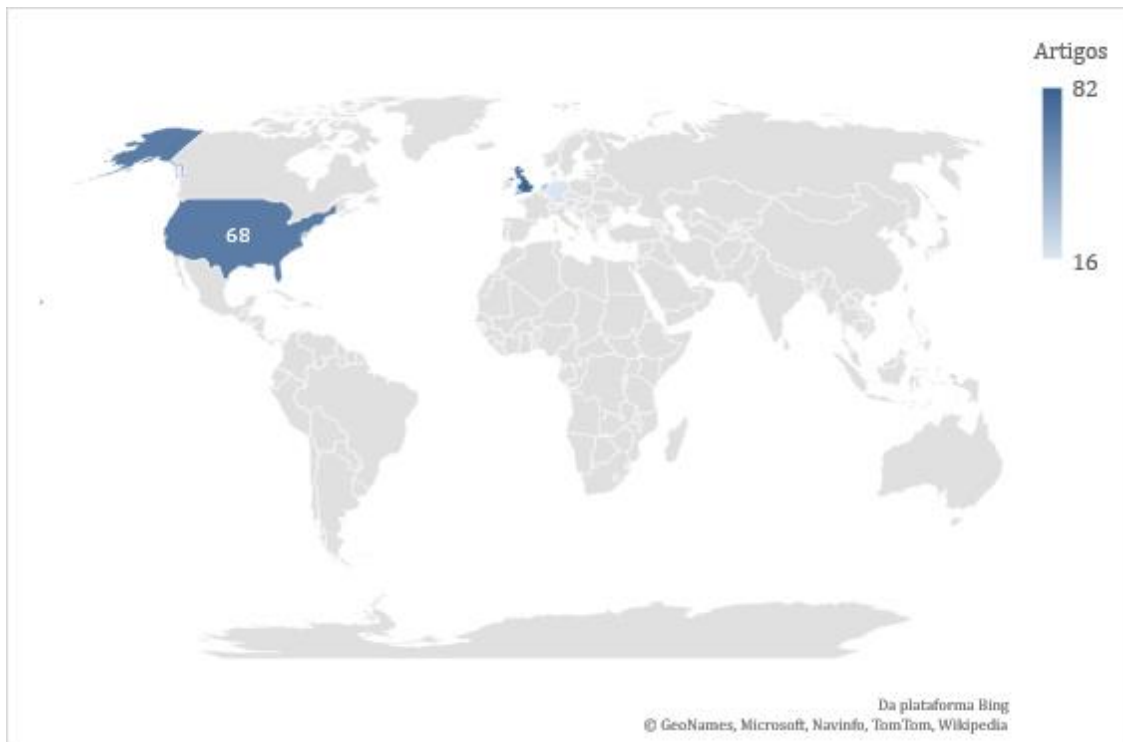 Artigos
82
68
16
Da plataforma Bing
© GeoNames, Microsoft, Navinfo, TomTom, Wikipedia